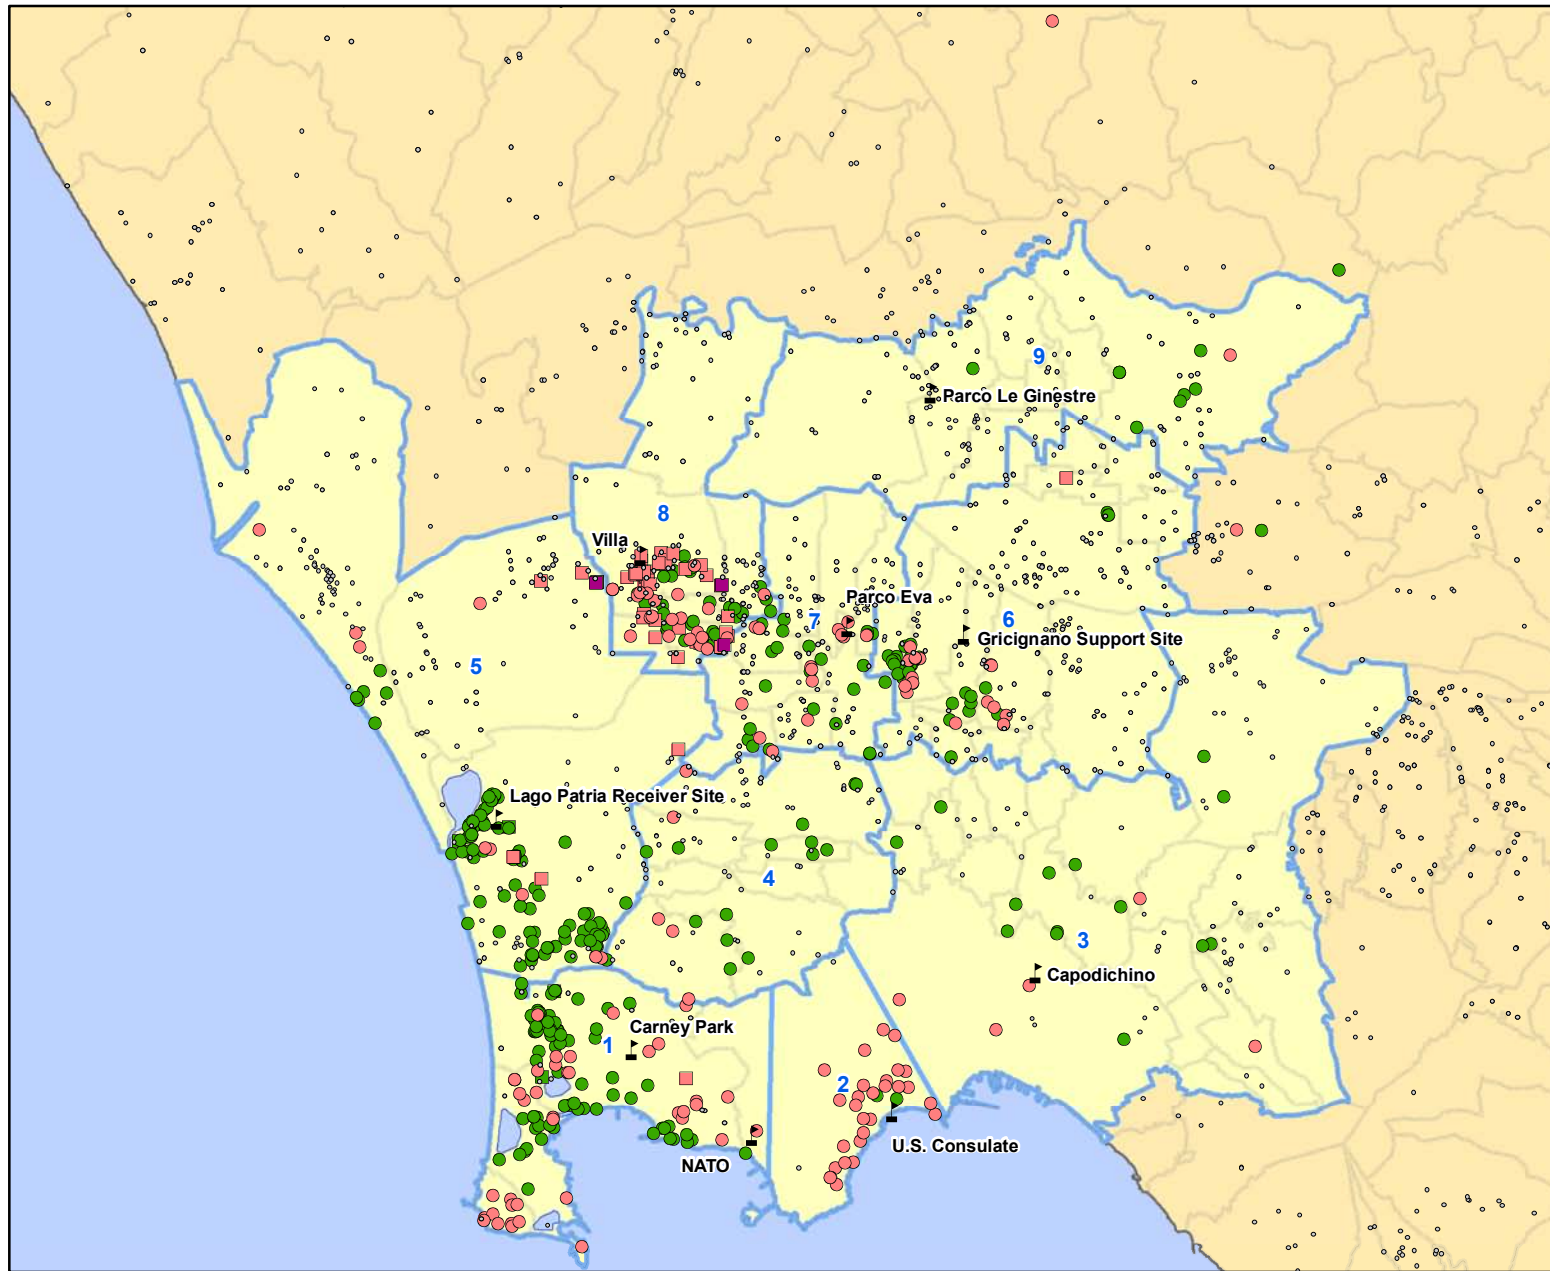 9
Parco Le Ginestre
8
Villa
Parco Eva
7
6
Gricignano Support Site
5
Lago Patria Receiver Site
4
3
Capodichino
Carney Park
1
2
U.S. Consulate
NATO